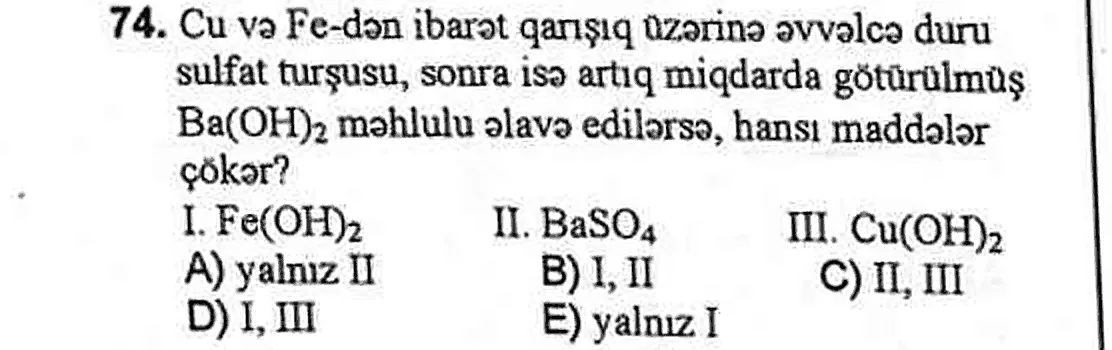 74. Cu və Fe-dən ibarət qarışıq üzərinə əvvəlcə duru
sulfat turşusu, sonra isə artıq miqdarda götürülmüş
Ba(OH)₂ məhlulu əlavə edilərsə, hansı maddələr
çökər?
I. Fe(OH)₂ II. BaSO₄ III. Cu(OH)₂
A) yalnız II B) I, II C) II, III
D) I, III E) yalnız I